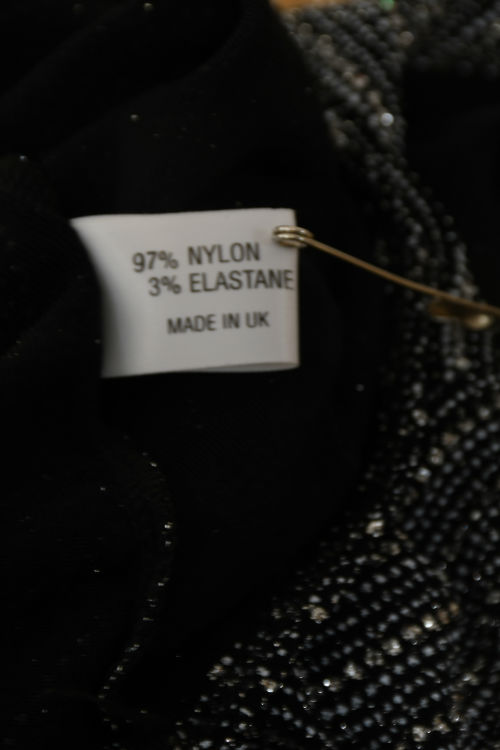 97% NYLON
3% ELASTANE
MADE IN UK